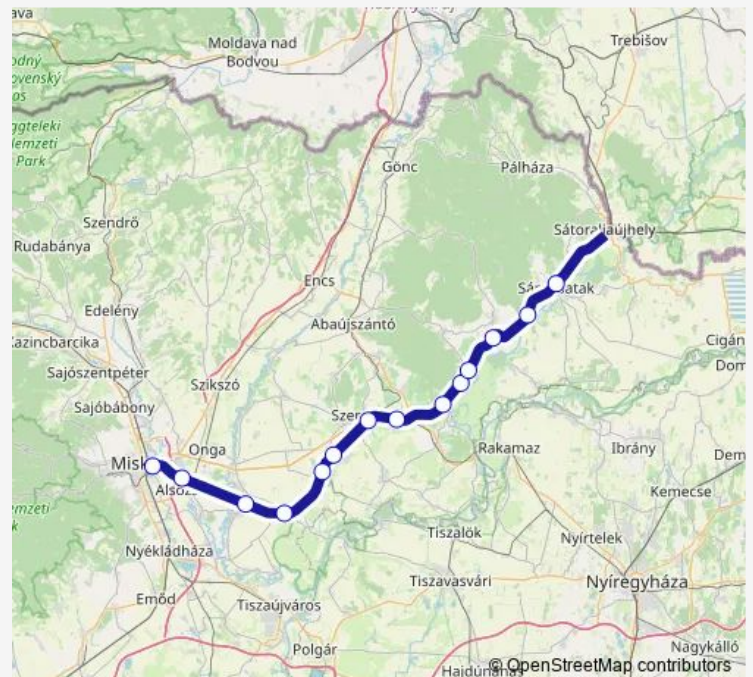 Moldava nad
Bodvou
Trebišov
Gönc
Pálháza
Szendrő
Rudabánya
Encs
Abaújszántó
Edelény
Sajószentpéter
Szikszó
Sajóbábony
Onga
Rakamaz
Ibrány
Kemecse
Nyékládháza
Tiszalök
Nyírtelek
Emőd
Tiszaújváros
Tiszavasvári
Nyíregyháza
Polgár
Nagykálló
© OpenStreetMap contributors